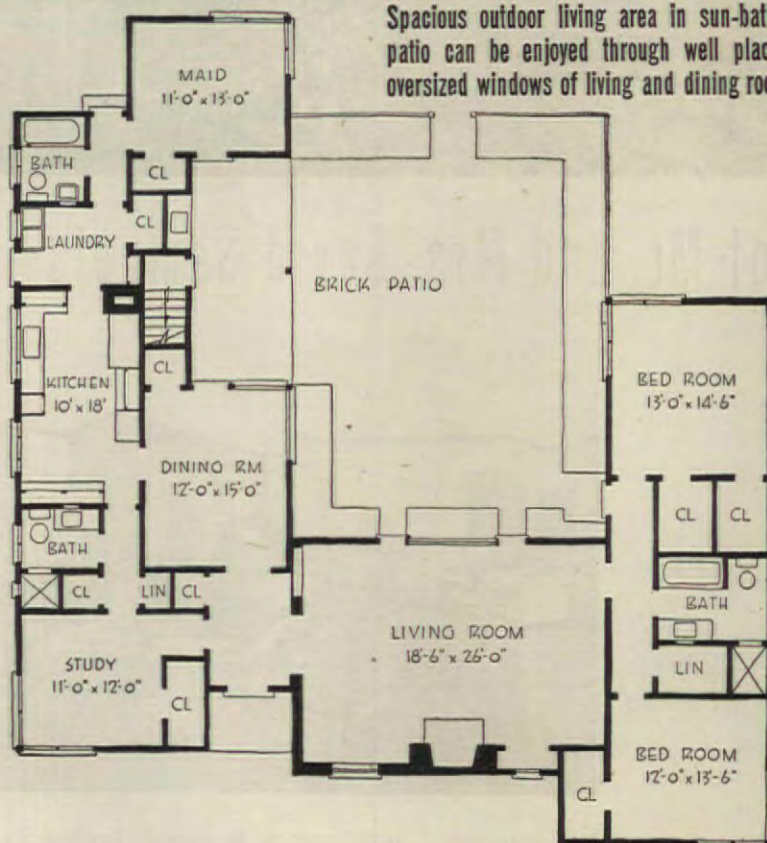 Spacious outdoor living area in sun-bat
patio can be enjoyed through well plac
oversized windows of living and dining roo
MAID
11'-0" x 13'-0"
BATH
CL
CL
LAUNDRY
BRICK PATIO
CL
KITCHEN
10' x 18'
BED ROOM
13'-0" x 14'-6"
DINING RM
12'-0" x 15'-0"
CL
CL
BATH
CL
LIN
CL
BATH
LIVING ROOM
18'-6" x 26'-0"
STUDY
11'-0" x 12'-0"
LIN
CL
BED ROOM
12'-0" x 13'-6"
CL